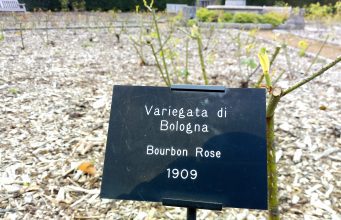 Variegata di
Bologna
Bourbon Rose
1909